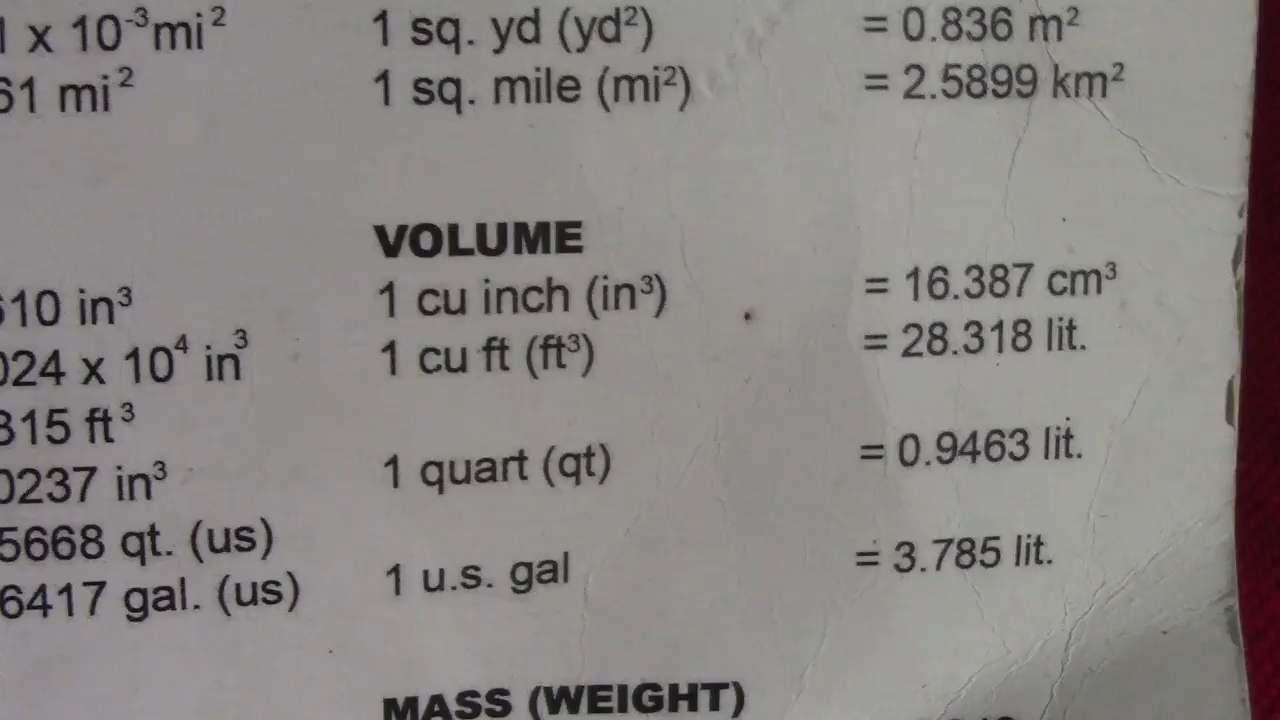 x 10⁻³mi² 1 sq. yd (yd²) = 0.836 m²
61 mi² 1 sq. mile (mi²) = 2.5899 km²
VOLUME
10 in³ 1 cu inch (in³) = 16.387 cm³
024 x 10⁴ in³ 1 cu ft (ft³) = 28.318 lit.
315 ft³
0237 in³ 1 quart (qt) = 0.9463 lit.
5668 qt. (us)
6417 gal. (us) 1 u.s. gal = 3.785 lit.
MASS (WEIGHT)